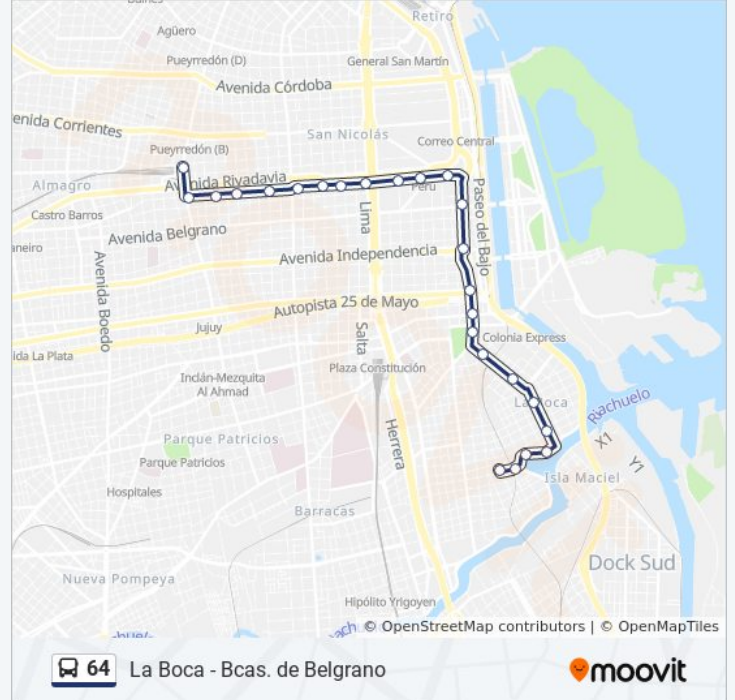 Retiro
Agüero
Pueyrredón (D)
General San Martín
Avenida Córdoba
enida Corrientes
San Nicolás
Correo Central
Pueyrredón (B)
Almagro
Avenida Rivadavia
Perú
Castro Barros
Lima
Paseo del Bajo
Avenida Belgrano
aneiro
Avenida Independencia
Avenida Boedo
Autopista 25 de Mayo
Jujuy
Salta
Colonia Express
ida La Plata
Plaza Constitución
Inclán-Mezquita
Al Ahmad
La Boca
Riachuelo
Herrera
Parque Patricios
X1
Y1
Parque Patricios
Isla Maciel
Hospitales
Barracas
Dock Sud
Nueva Pompeya
Hipólito Yrigoyen
© OpenStreetMap contributors | © OpenMapTiles
64 La Boca - Bcas. de Belgrano
moovit